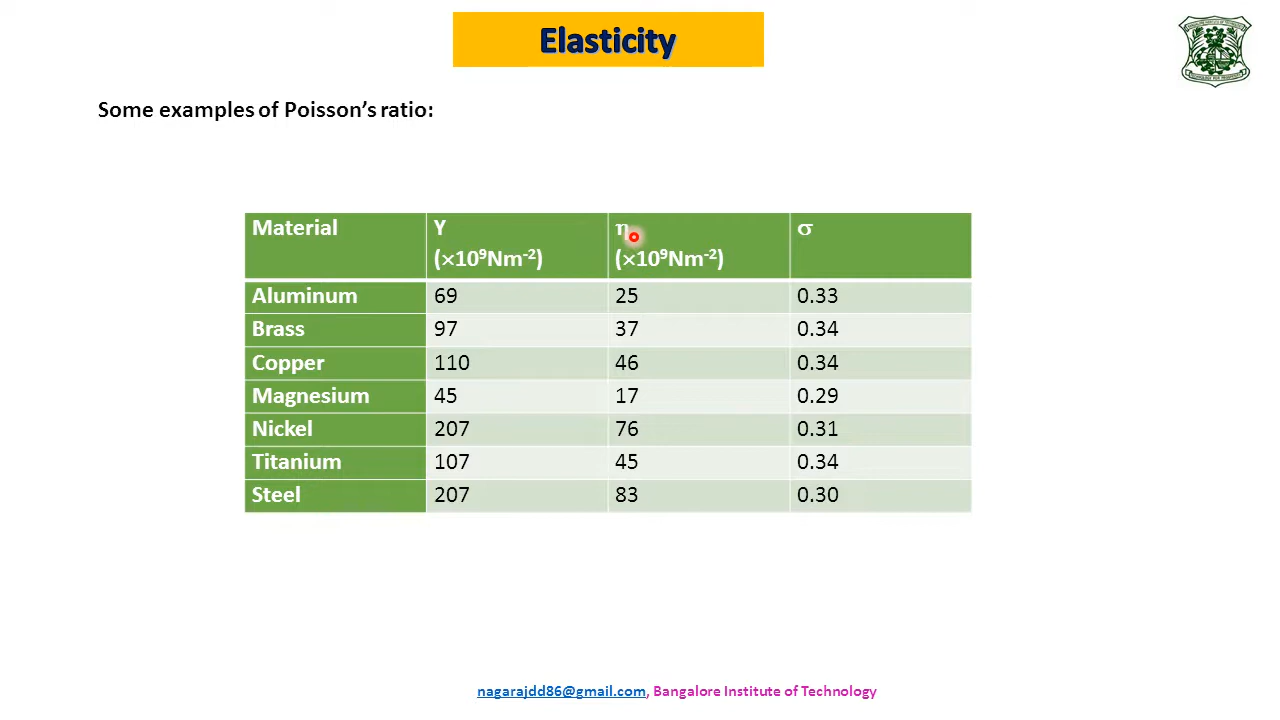 Elasticity
Some examples of Poisson’s ratio:
Material Y η σ
(×10⁹Nm⁻²) (×10⁹Nm⁻²)
Aluminum 69 25 0.33
Brass 97 37 0.34
Copper 110 46 0.34
Magnesium 45 17 0.29
Nickel 207 76 0.31
Titanium 107 45 0.34
Steel 207 83 0.30
nagarajdd86@gmail.com, Bangalore Institute of Technology